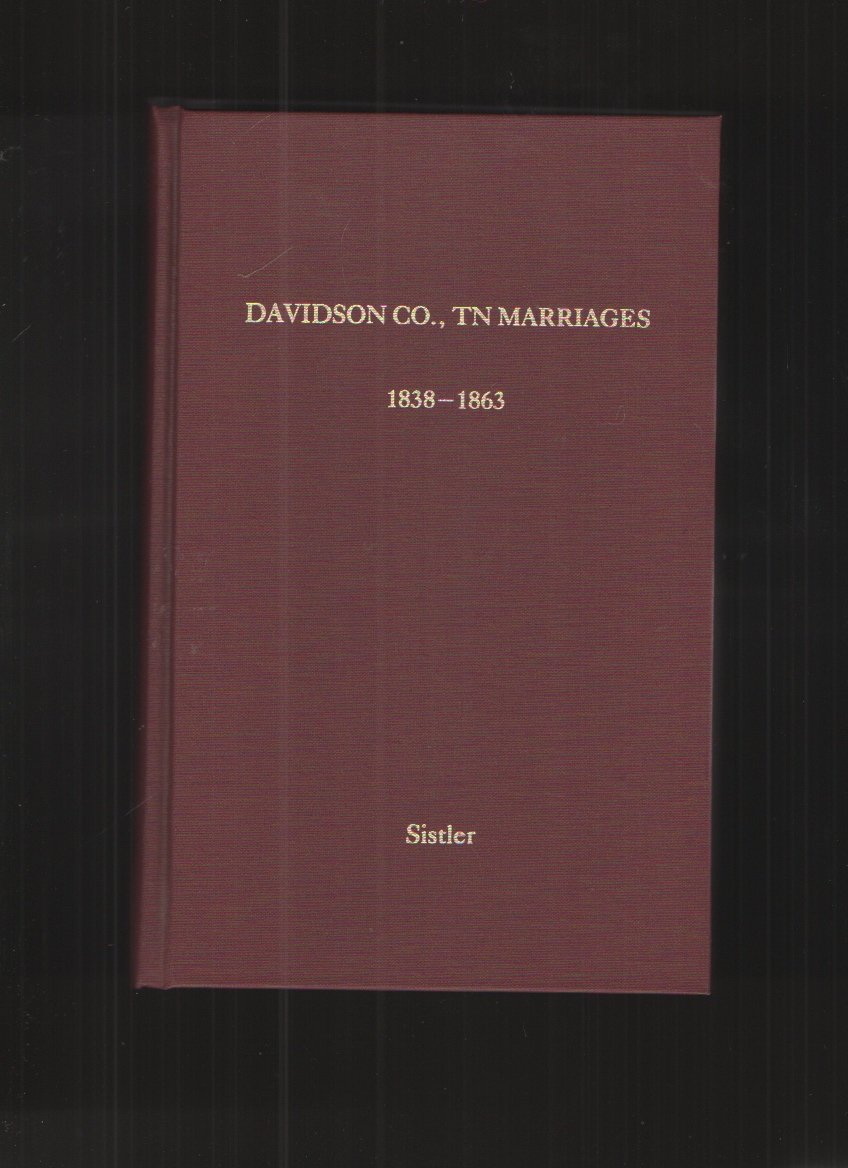 DAVIDSON CO., TN MARRIAGES
1838–1863
Sistler